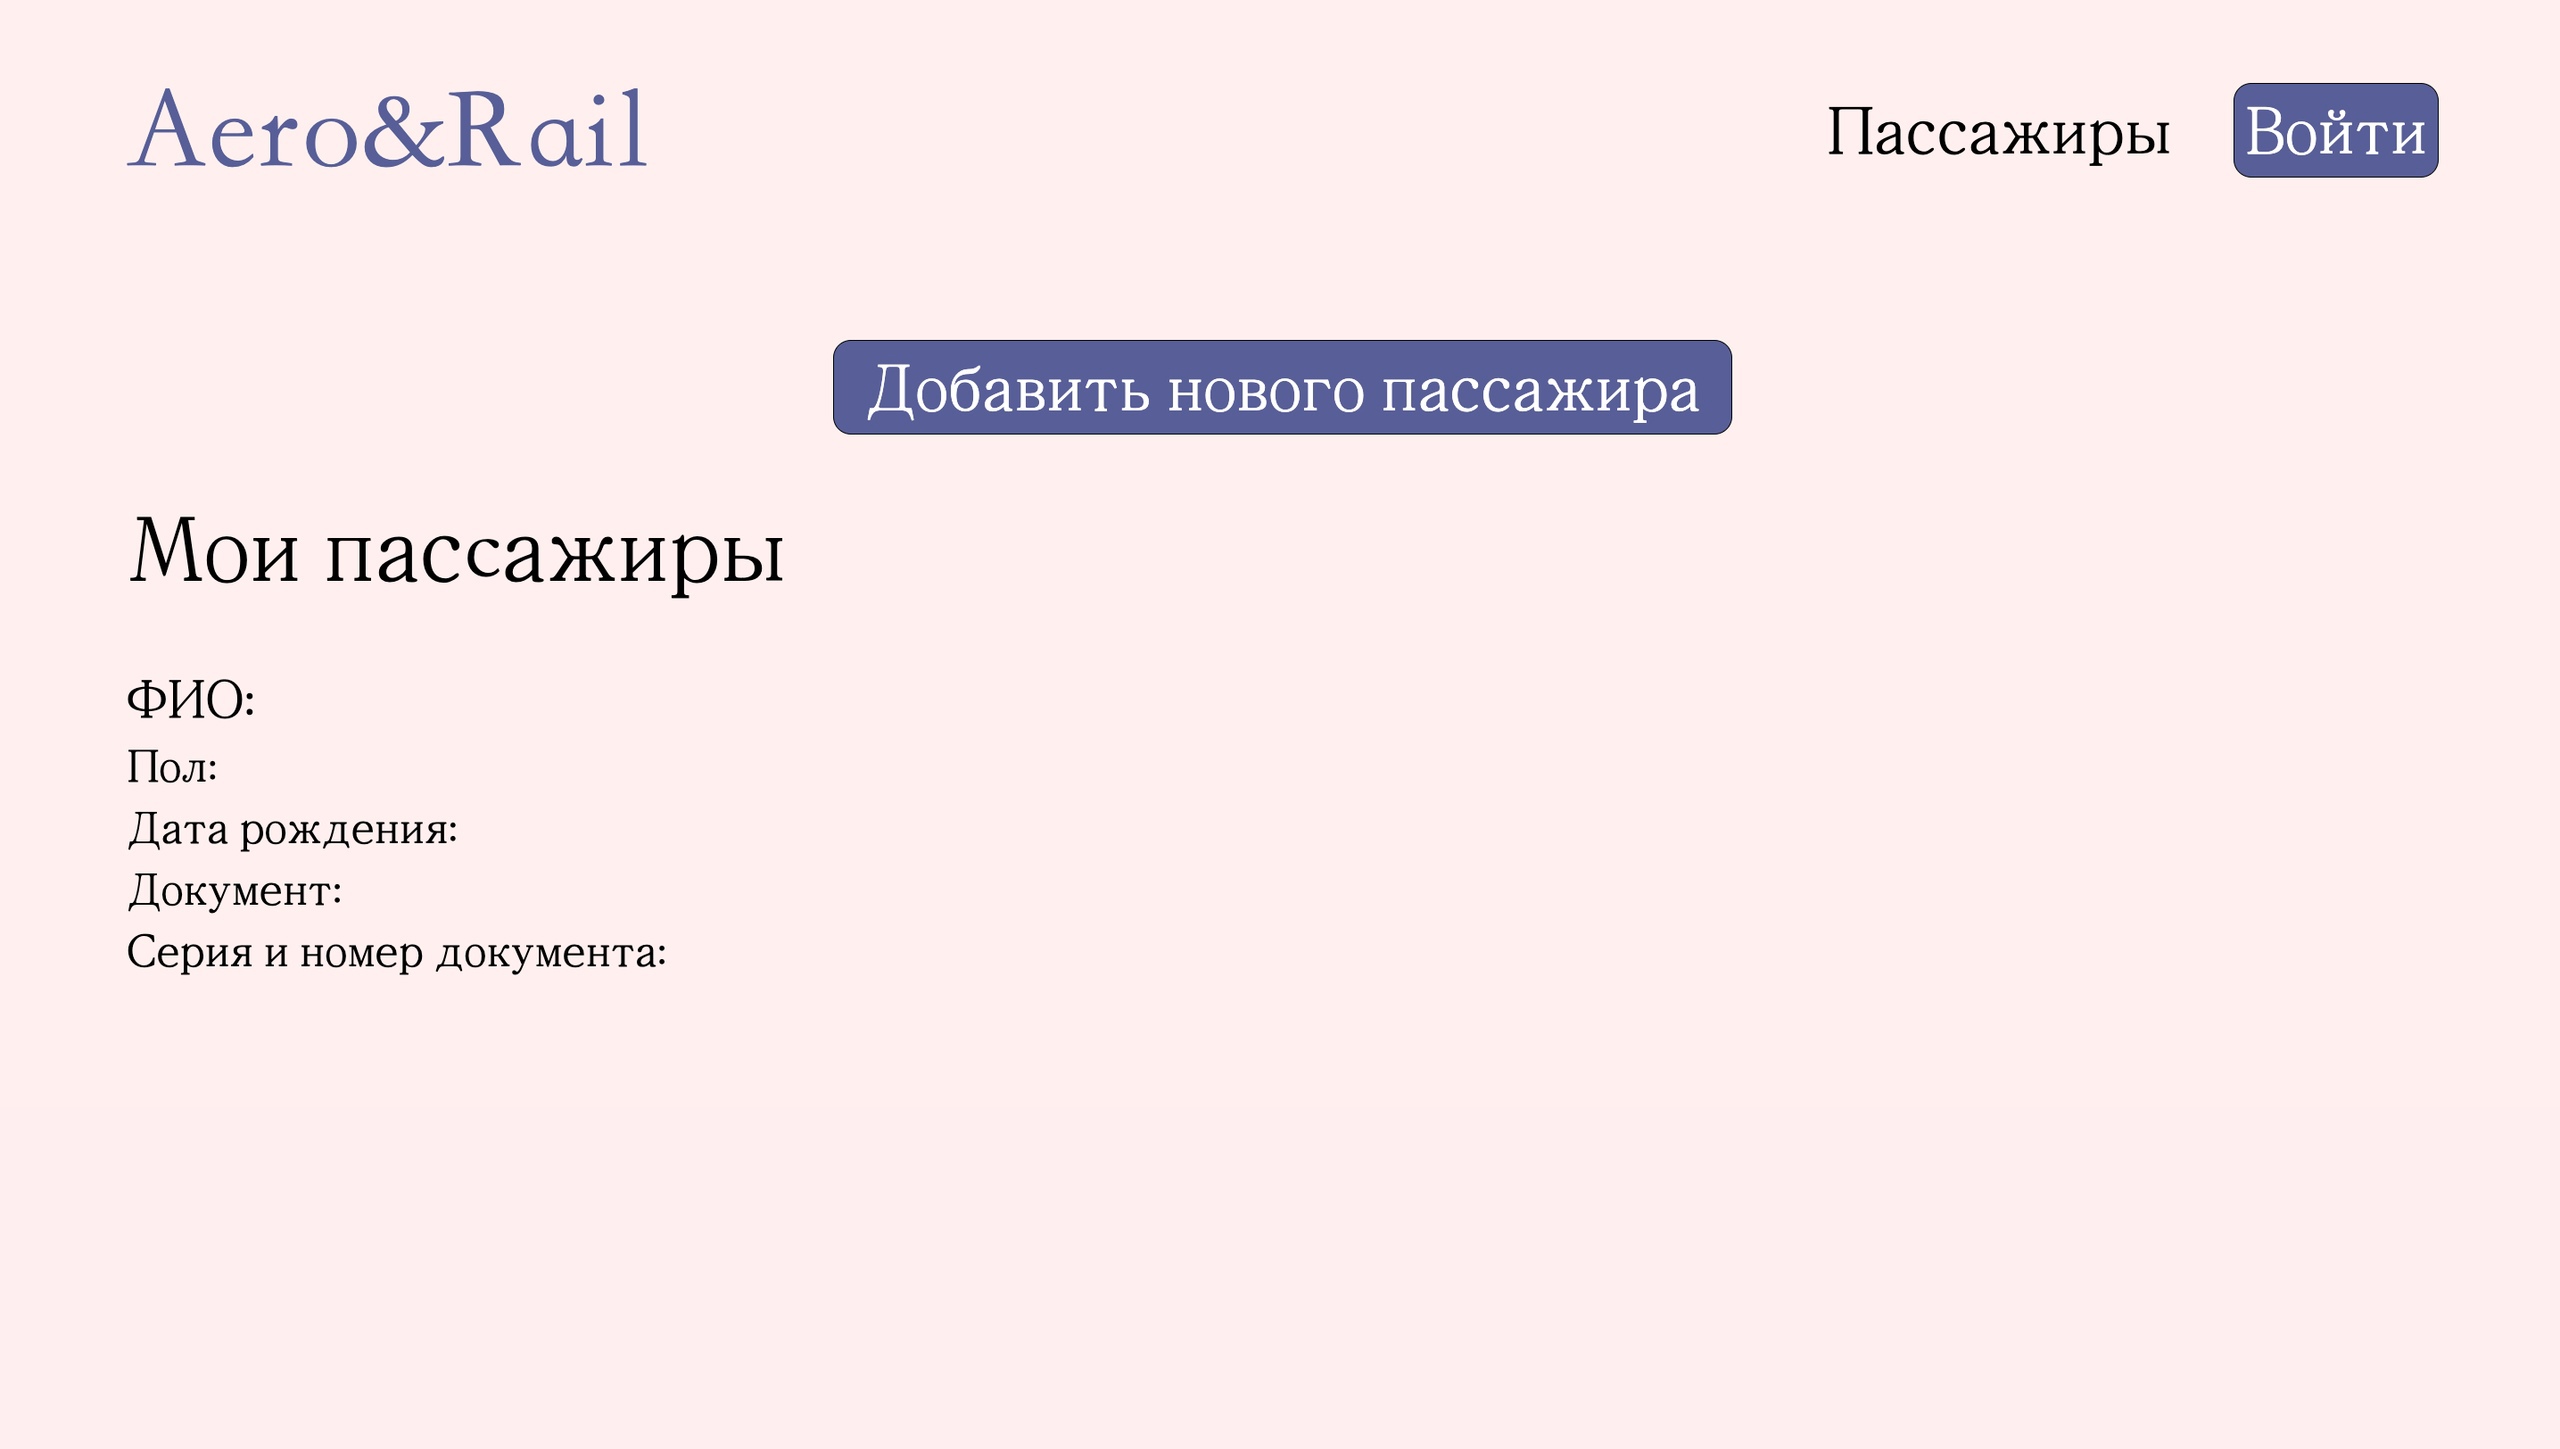 Aero&Rail
Пассажиры
Войти
Добавить нового пассажира
Мои пассажиры
ФИО:
Пол:
Дата рождения:
Документ:
Серия и номер документа: